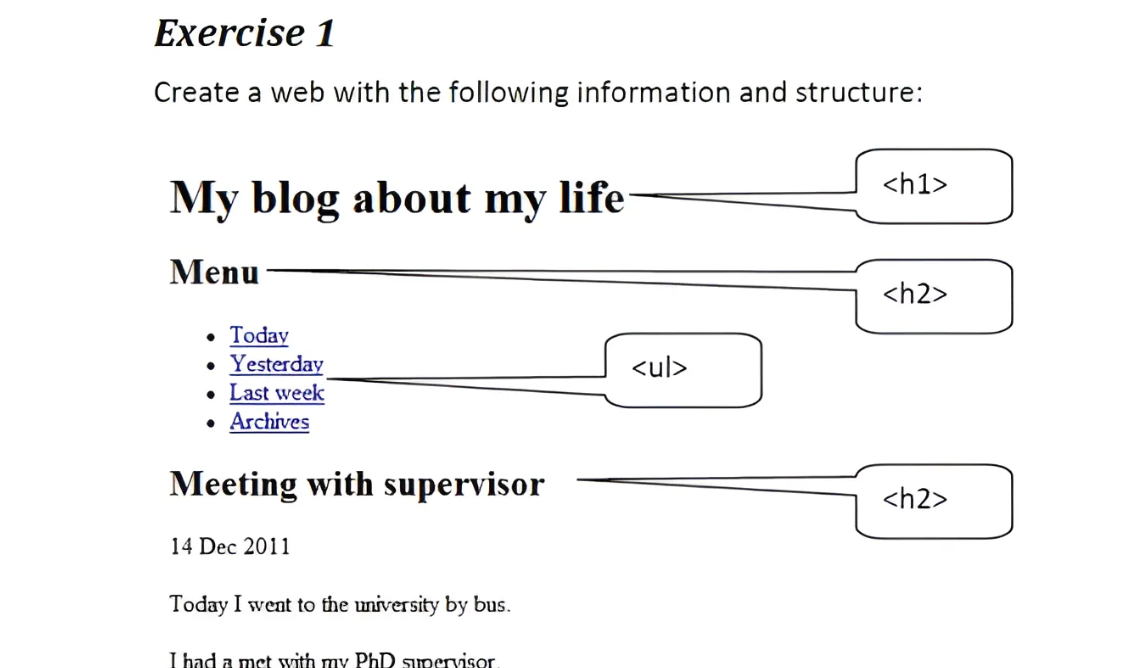 Exercise 1
Create a web with the following information and structure:
My blog about my life
<h1>
Menu
<h2>
Today
Yesterday
Last week
Archives
<ul>
Meeting with supervisor
<h2>
14 Dec 2011
Today I went to the university by bus.
I had a met with my PhD supervisor.